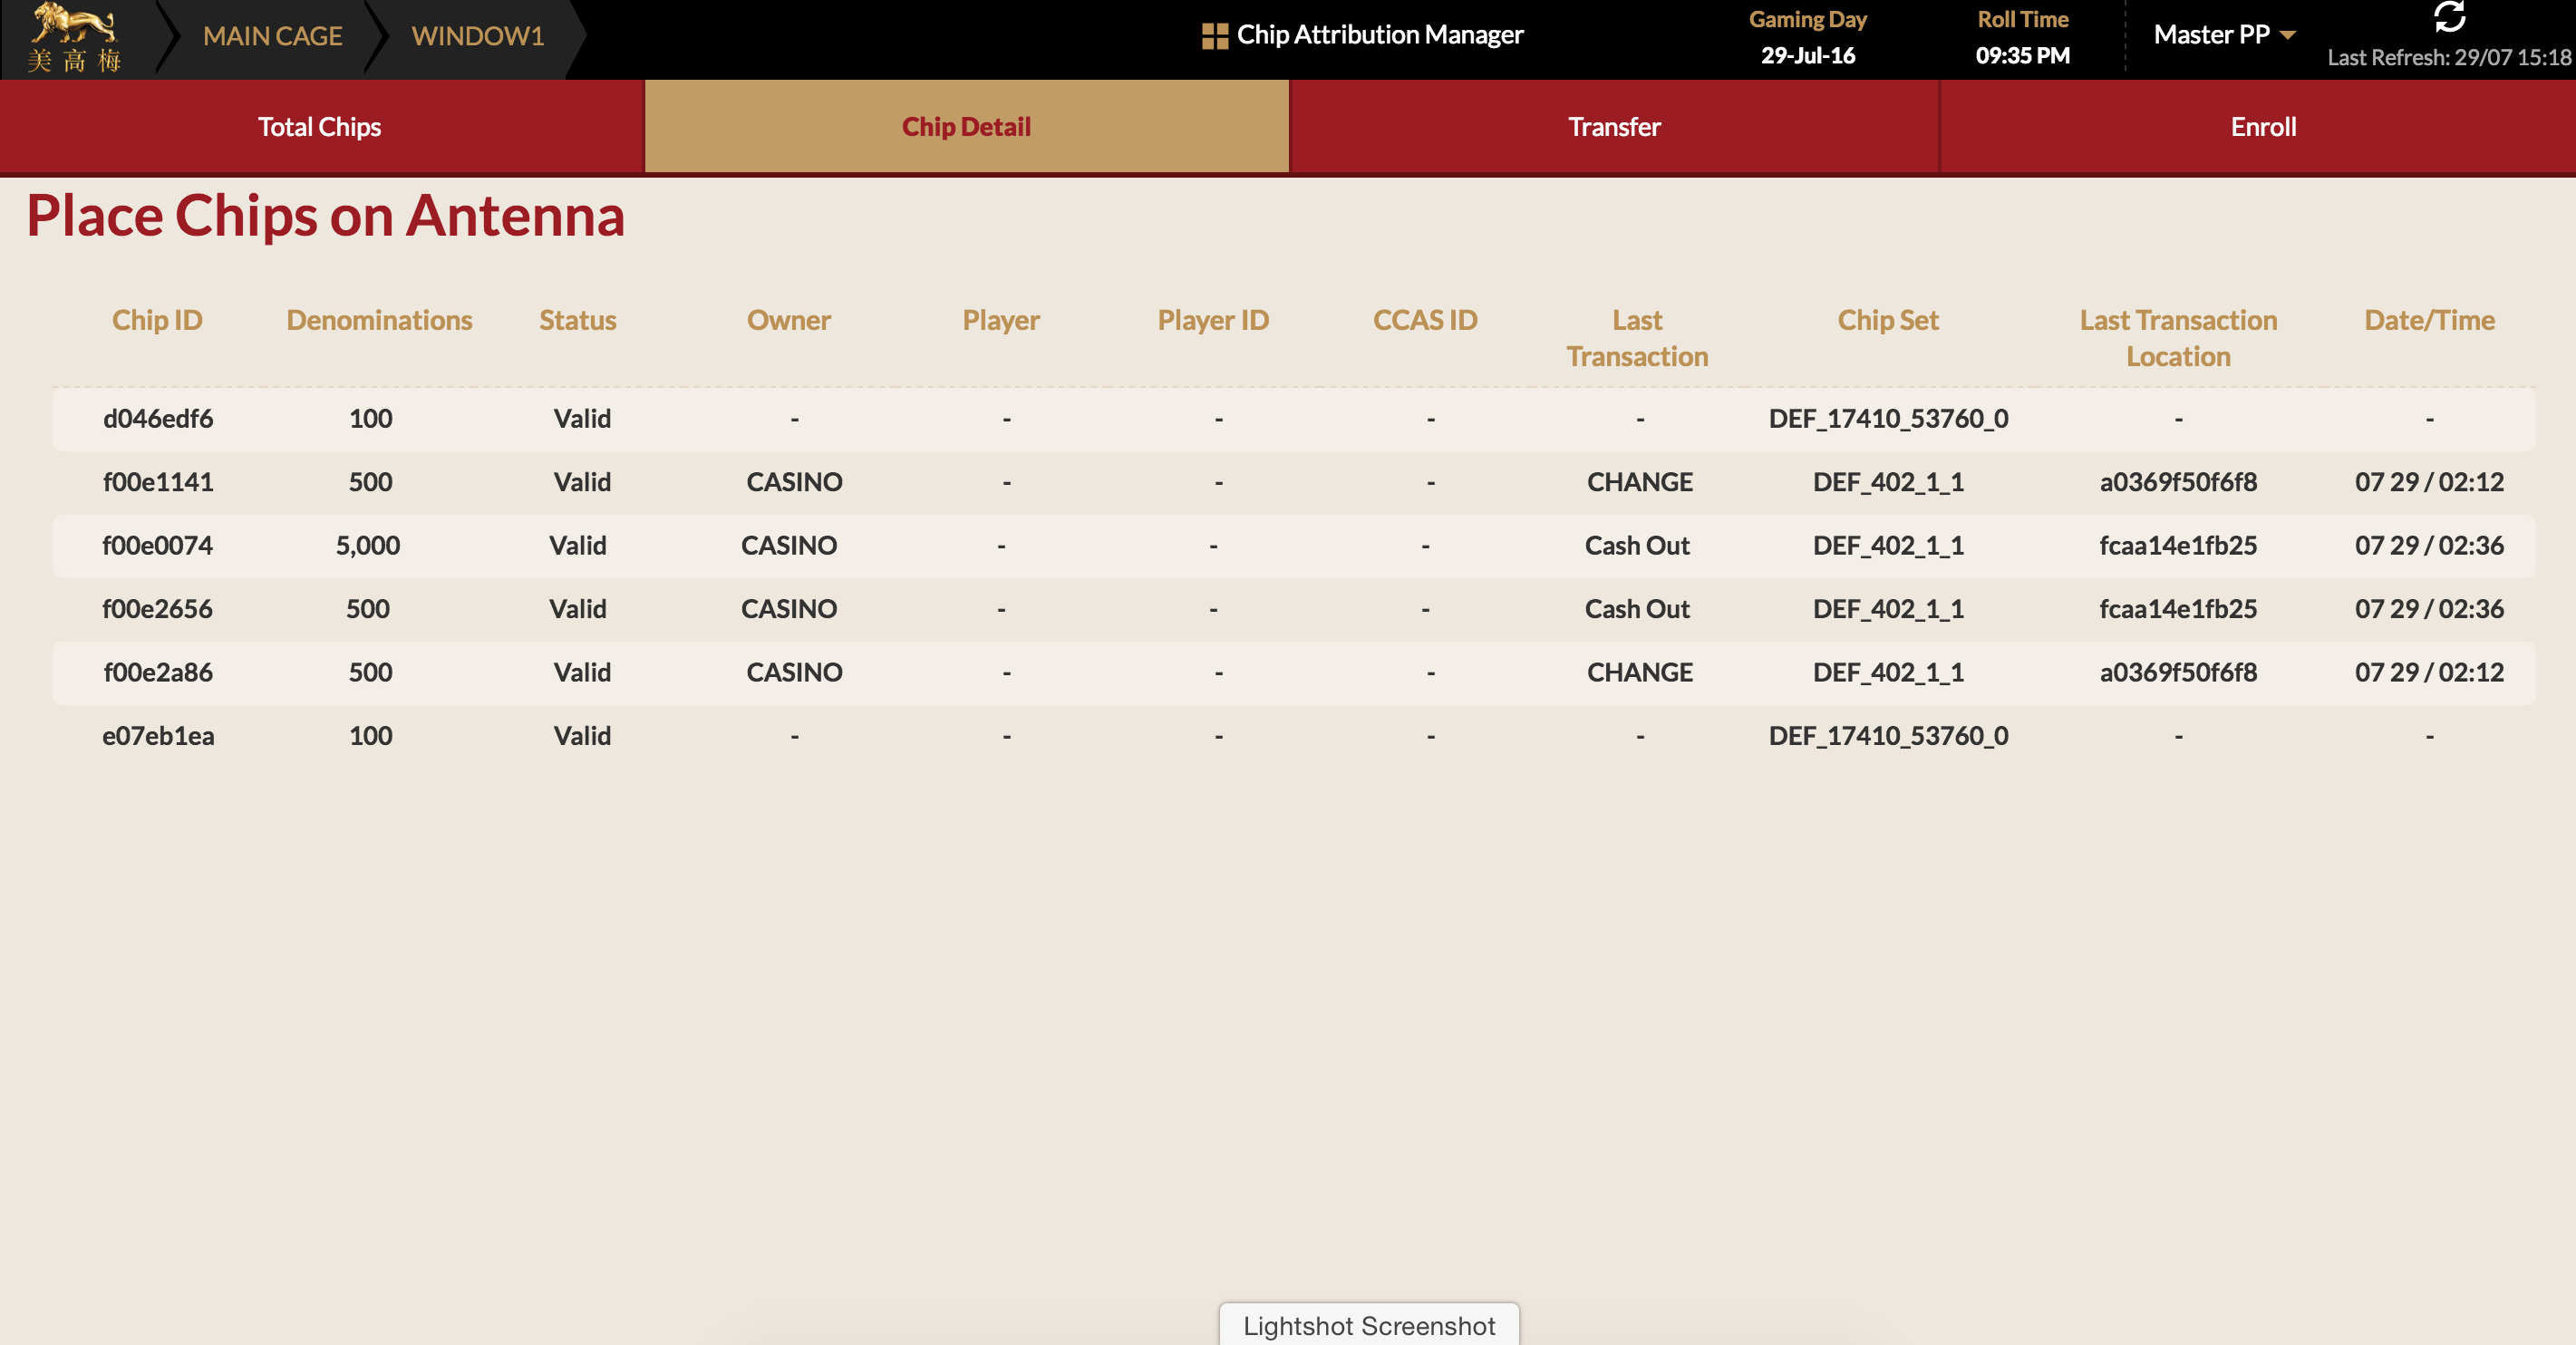 美高梅
MAIN CAGE
WINDOW1
Chip Attribution Manager
Gaming Day
29-Jul-16
Roll Time
09:35 PM
Master PP
Last Refresh: 29/07 15:18
Total Chips
Chip Detail
Transfer
Enroll
Place Chips on Antenna
Chip ID Denominations Status Owner Player Player ID CCAS ID Last Transaction Chip Set Last Transaction Location Date/Time
d046edf6 100 Valid - - - - - DEF_17410_53760_0 - -
f00e1141 500 Valid CASINO - - - CHANGE DEF_402_1_1 a0369f50f6f8 07 29 / 02:12
f00e0074 5,000 Valid CASINO - - - Cash Out DEF_402_1_1 fcaa14e1fb25 07 29 / 02:36
f00e2656 500 Valid CASINO - - - Cash Out DEF_402_1_1 fcaa14e1fb25 07 29 / 02:36
f00e2a86 500 Valid CASINO - - - CHANGE DEF_402_1_1 a0369f50f6f8 07 29 / 02:12
e07eb1ea 100 Valid - - - - - DEF_17410_53760_0 - -
Lightshot Screenshot